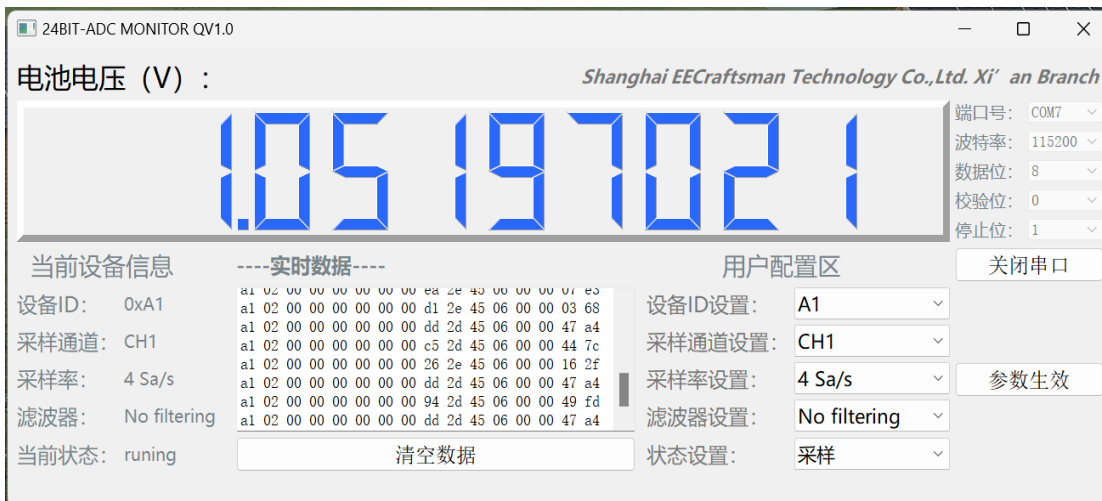 24BIT-ADC MONITOR QV1.0
电池电压（V）：
Shanghai EECraftsman Technology Co.,Ltd. Xi’an Branch
1.05197021
端口号： COM7
波特率： 115200
数据位： 8
校验位： 0
停止位： 1
关闭串口
当前设备信息
设备ID： 0xA1
采样通道： CH1
采样率： 4 Sa/s
滤波器： No filtering
当前状态： runing
----实时数据----
a1 02 00 00 00 00 00 ea 2e 45 06 00 00 07 e3
a1 02 00 00 00 00 00 d1 2e 45 06 00 00 03 68
a1 02 00 00 00 00 00 dd 2d 45 06 00 00 47 a4
a1 02 00 00 00 00 00 c5 2d 45 06 00 00 44 7c
a1 02 00 00 00 00 00 26 2e 45 06 00 00 16 2f
a1 02 00 00 00 00 00 dd 2d 45 06 00 00 47 a4
a1 02 00 00 00 00 00 94 2d 45 06 00 00 49 fd
a1 02 00 00 00 00 00 dd 2d 45 06 00 00 47 a4
清空数据
用户配置区
设备ID设置： A1
采样通道设置： CH1
采样率设置： 4 Sa/s
滤波器设置： No filtering
状态设置： 采样
参数生效